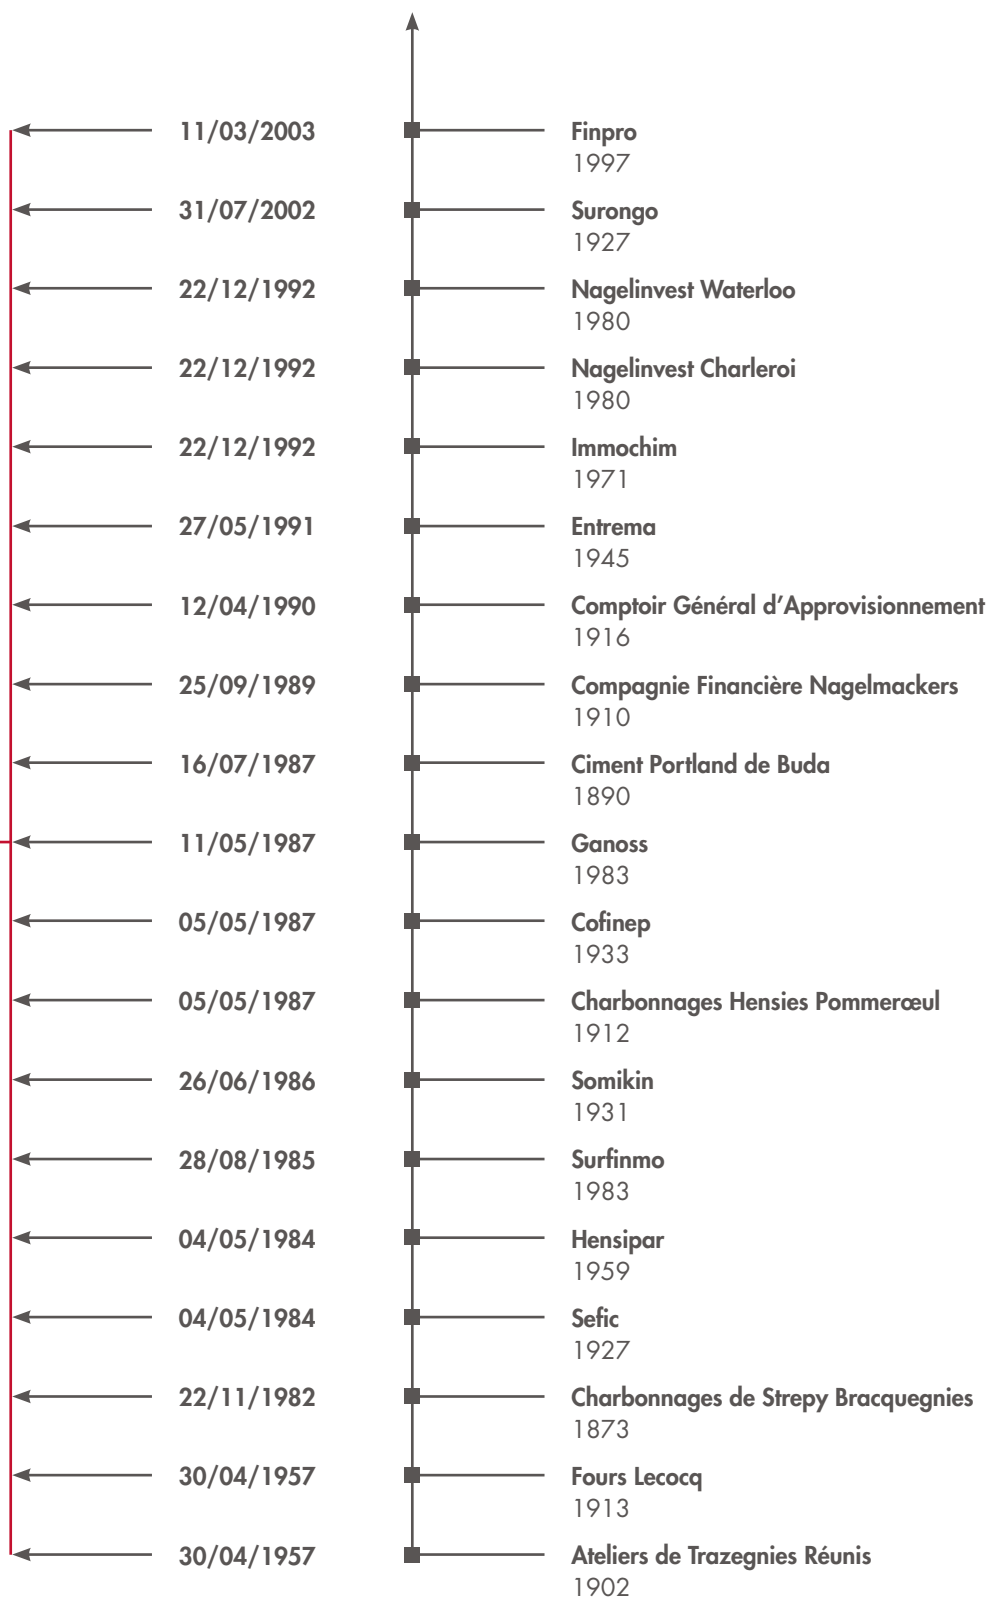 11/03/2003 Finpro
1997
31/07/2002 Surongo
1927
22/12/1992 Nagelinvest Waterloo
1980
22/12/1992 Nagelinvest Charleroi
1980
22/12/1992 Immochim
1971
27/05/1991 Entrema
1945
12/04/1990 Comptoir Général d’Approvisionnement
1916
25/09/1989 Compagnie Financière Nagelmackers
1910
16/07/1987 Ciment Portland de Buda
1890
11/05/1987 Ganoss
1983
05/05/1987 Cofinep
1933
05/05/1987 Charbonnages Hensies Pommerœul
1912
26/06/1986 Somikin
1931
28/08/1985 Surfinmo
1983
04/05/1984 Hensipar
1959
04/05/1984 Sefic
1927
22/11/1982 Charbonnages de Strepy Bracquegnies
1873
30/04/1957 Fours Lecocq
1913
30/04/1957 Ateliers de Trazegnies Réunis
1902